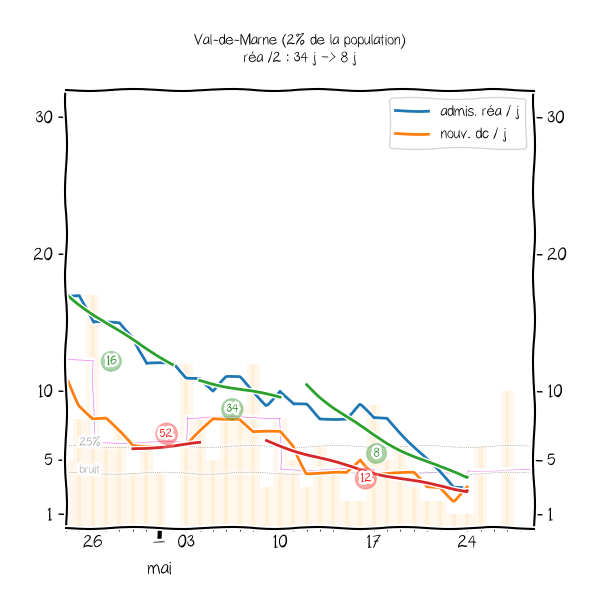 Val-de-Marne (2% de la population)
réa /2 : 34 j -> 8 j
admis. réa / j
nouv. dc / j
30 30
20 20
10 10
5 5
1 1
16
34
52
8
12
25%
bruit
26 03 10 17 24
mai